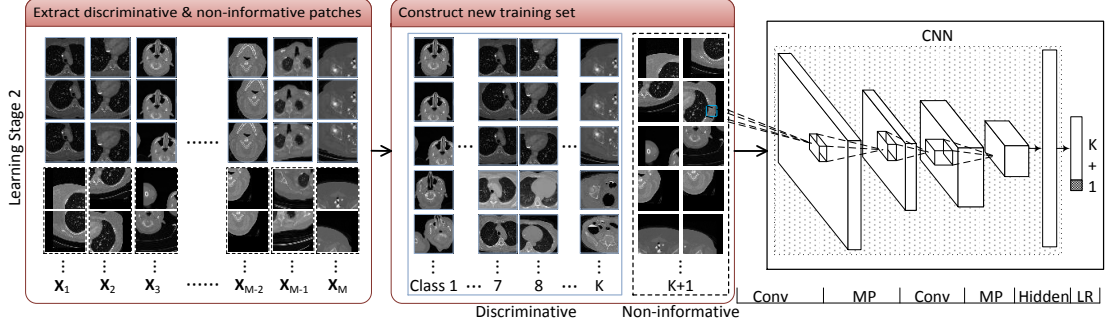 Learning Stage 2
Extract discriminative & non-informative patches
X1 X2 X3 ...... XM-2 XM-1 XM
Construct new training set
Class 1 ...... 7 8 ... K K+1
Discriminative Non-informative
CNN
K + 1
Conv MP Conv MP Hidden LR